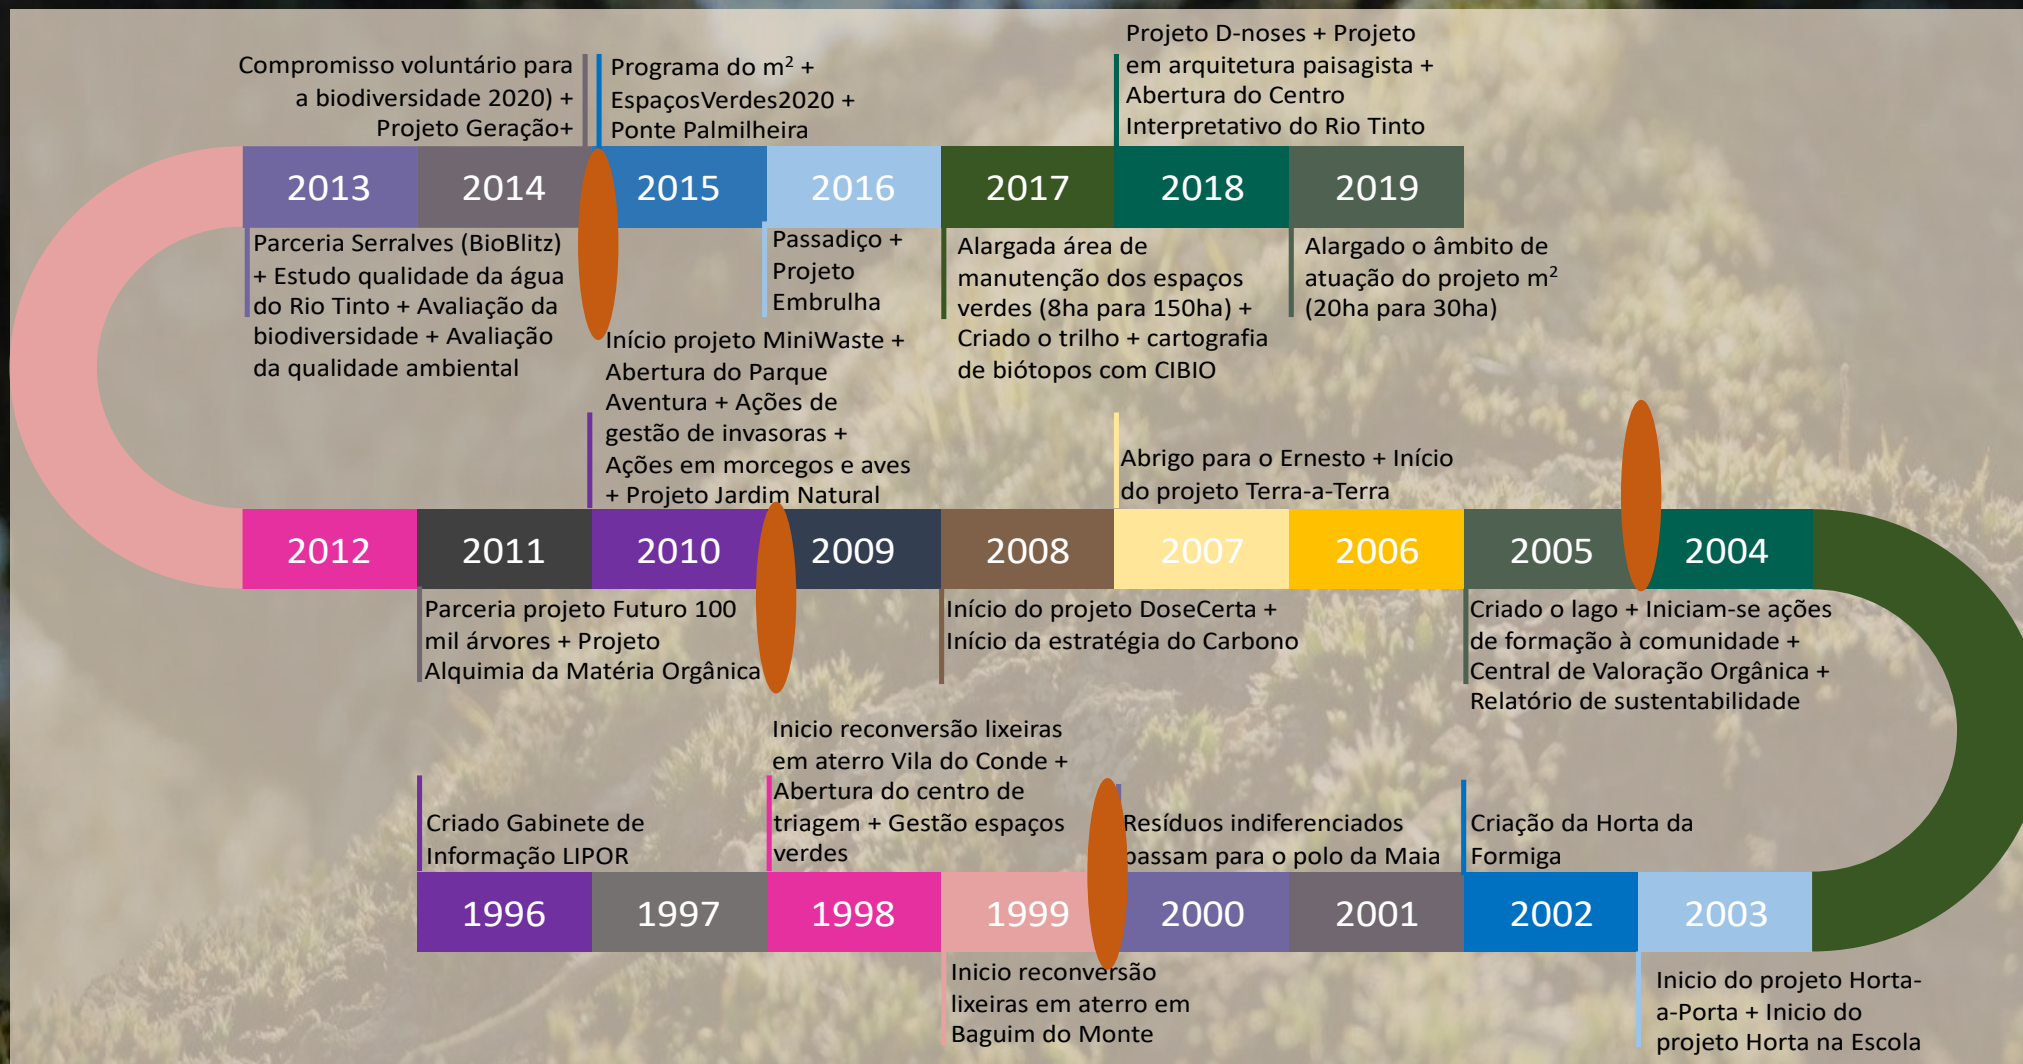 Compromisso voluntário para
a biodiversidade 2020) +
Projeto Geração+
Programa do m² +
EspaçosVerdes2020 +
Ponte Palmilheira
Projeto D-noses + Projeto
em arquitetura paisagista +
Abertura do Centro
Interpretativo do Rio Tinto
2013
2014
2015
2016
2017
2018
2019
Parceria Serralves (BioBlitz)
+ Estudo qualidade da água
do Rio Tinto + Avaliação da
biodiversidade + Avaliação
da qualidade ambiental
Passadiço +
Projeto
Embrulha
Alargada área de
manutenção dos espaços
verdes (8ha para 150ha) +
Criado o trilho + cartografia
de biótopos com CIBIO
Alargado o âmbito de
atuação do projeto m²
(20ha para 30ha)
Início projeto MiniWaste +
Abertura do Parque
Aventura + Ações de
gestão de invasoras +
Ações em morcegos e aves
+ Projeto Jardim Natural
Abrigo para o Ernesto + Início
do projeto Terra-a-Terra
2012
2011
2010
2009
2008
2007
2006
2005
2004
Parceria projeto Futuro 100
mil árvores + Projeto
Alquimia da Matéria Orgânica
Início do projeto DoseCerta +
Início da estratégia do Carbono
Criado o lago + Iniciam-se ações
de formação à comunidade +
Central de Valoração Orgânica +
Relatório de sustentabilidade
Criado Gabinete de
Informação LIPOR
Inicio reconversão lixeiras
em aterro Vila do Conde +
Abertura do centro de
triagem + Gestão espaços
verdes
Resíduos indiferenciados
passam para o polo da Maia
Criação da Horta da
Formiga
1996
1997
1998
1999
2000
2001
2002
2003
Inicio reconversão
lixeiras em aterro em
Baguim do Monte
Inicio do projeto Horta-
a-Porta + Inicio do
projeto Horta na Escola